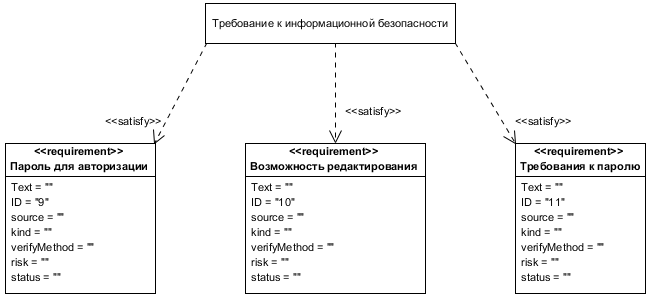 Требование к информационной безопасности
<<satisfy>>
<<satisfy>>
<<satisfy>>
<<requirement>>
Пароль для авторизации
Text = ""
ID = "9"
source = ""
kind = ""
verifyMethod = ""
risk = ""
status = ""
<<requirement>>
Возможность редактирования
Text = ""
ID = "10"
source = ""
kind = ""
verifyMethod = ""
risk = ""
status = ""
<<requirement>>
Требования к паролю
Text = ""
ID = "11"
source = ""
kind = ""
verifyMethod = ""
risk = ""
status = ""